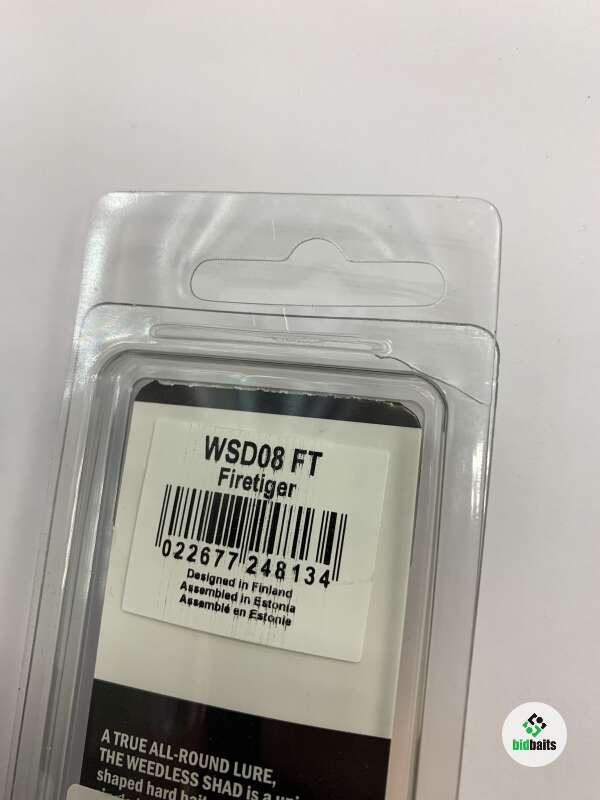 WSD08 FT
Firetiger
022677 248134
Designed in Finland
Assembled in Estonia
Assemblé en Estonie
A TRUE ALL-ROUND LURE,
THE WEEDLESS SHAD is a
shaped hard
bidbaits